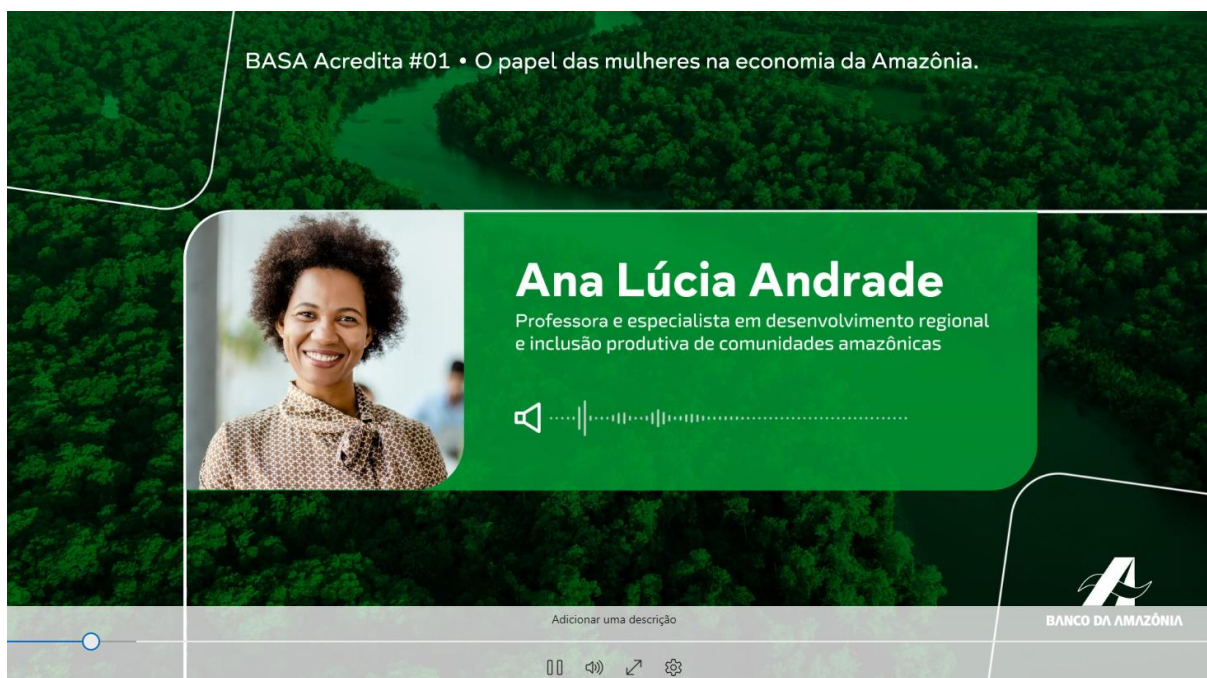 BASA Acredita #01 • O papel das mulheres na economia da Amazônia.
Ana Lúcia Andrade
Professora e especialista em desenvolvimento regional
e inclusão produtiva de comunidades amazônicas
Adicionar uma descrição
BANCO DA AMAZÔNIA